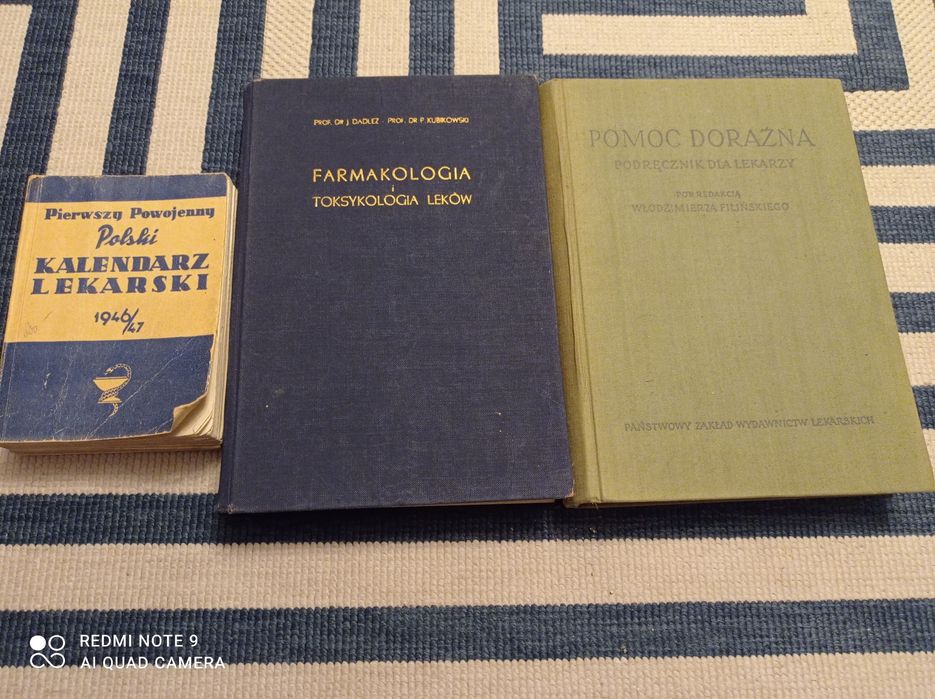 Pierwszy Powojenny
Polski
KALENDARZ
LEKARSKI
1946/47
PROF. DR J. DADLEZ - PROF. DR P. KUBIKOWSKI
FARMAKOLOGIA
i
TOKSYKOLOGIA LEKÓW
POMOC DORAŹNA
PODRĘCZNIK DLA LEKARZY
POD REDAKCJĄ
WŁODZIMIERZA FILIŃSKIEGO
PAŃSTWOWY ZAKŁAD WYDAWNICTW LEKARSKICH
REDMI NOTE 9
AI QUAD CAMERA